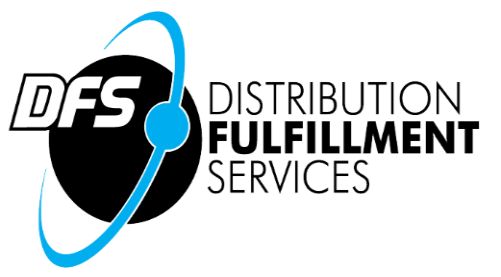 DFS
DISTRIBUTION
FULFILLMENT
SERVICES